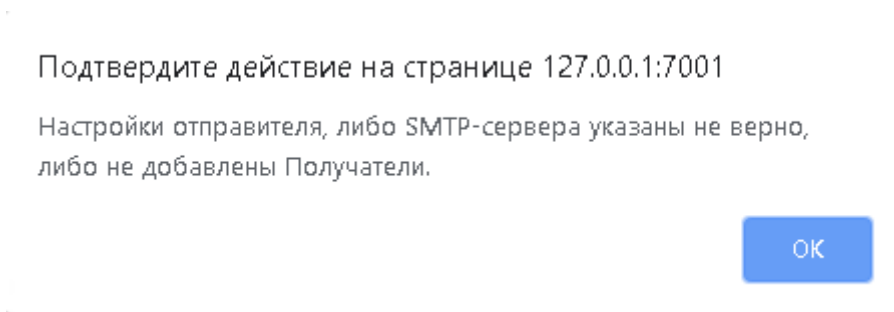 Подтвердите действие на странице 127.0.0.1:7001
Настройки отправителя, либо SMTP-сервера указаны не верно,
либо не добавлены Получатели.
ОК